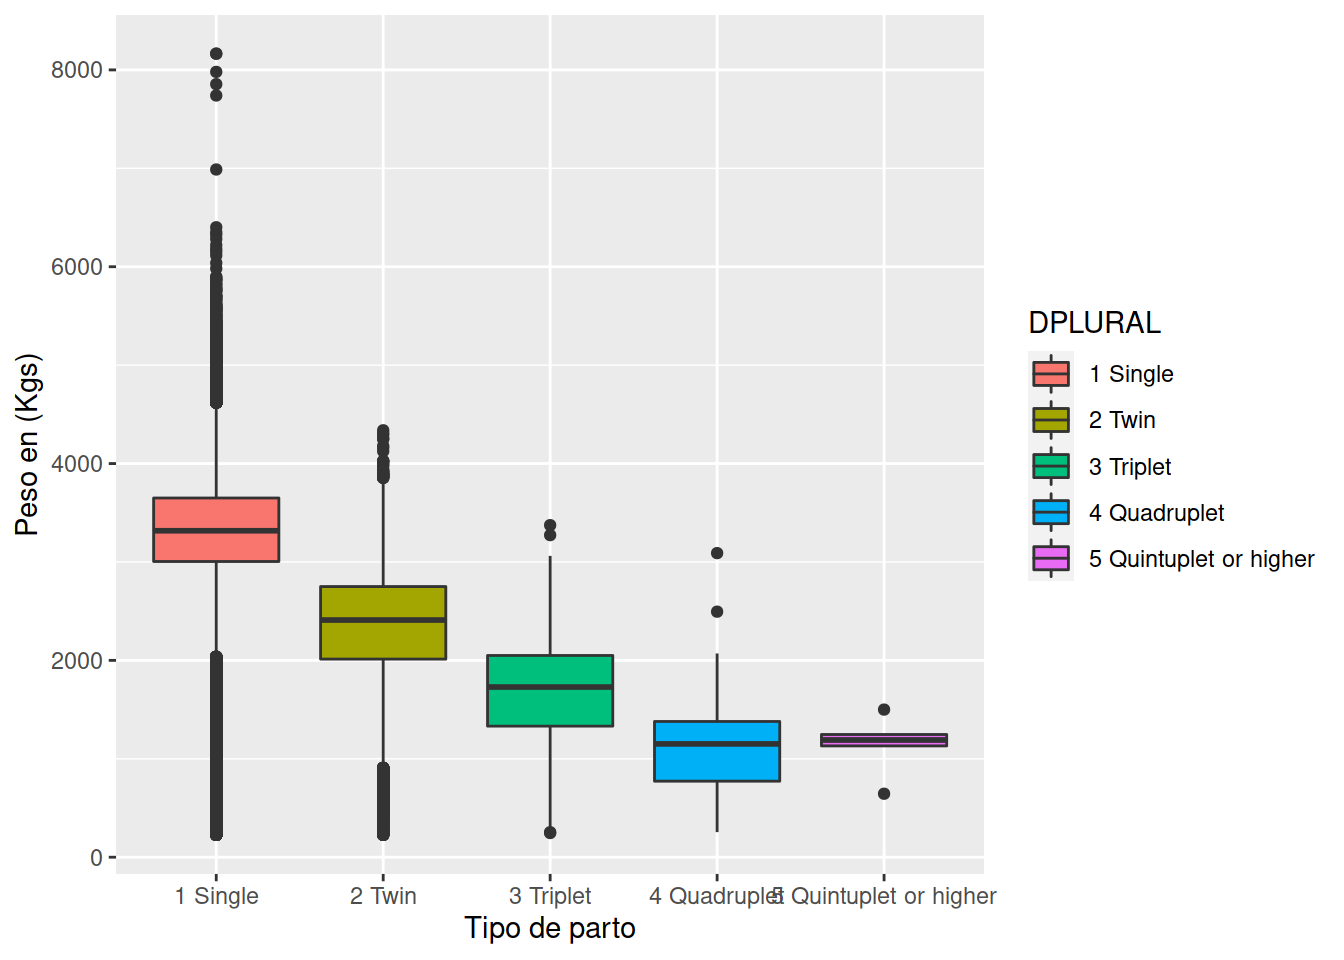 8000
6000
4000
2000
0
Peso en (Kgs)
1 Single
2 Twin
3 Triplet
4 Quadruplet
5 Quintuplet or higher
Tipo de parto
DPLURAL
1 Single
2 Twin
3 Triplet
4 Quadruplet
5 Quintuplet or higher